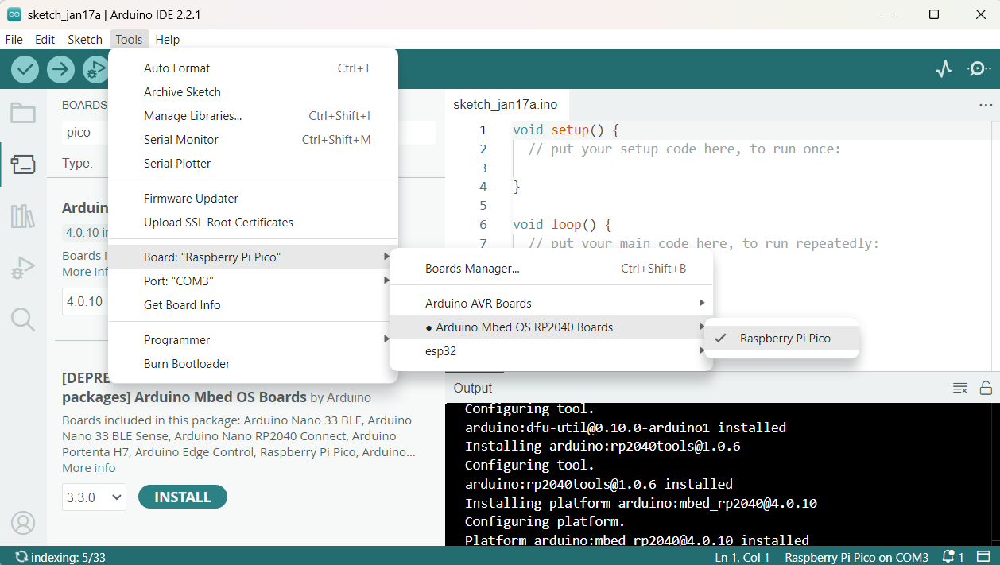 sketch_jan17a | Arduino IDE 2.2.1
File Edit Sketch Tools Help
Auto Format Ctrl+T
Archive Sketch
Manage Libraries... Ctrl+Shift+I
Serial Monitor Ctrl+Shift+M
Serial Plotter
Firmware Updater
Upload SSL Root Certificates
Board: "Raspberry Pi Pico"
Port: "COM3"
Get Board Info
Programmer
Burn Bootloader
Boards Manager... Ctrl+Shift+B
Arduino AVR Boards
● Arduino Mbed OS RP2040 Boards
esp32
✓ Raspberry Pi Pico
BOARDS
pico
Type:
Arduin
4.0.10 in
Boards i
More inf
4.0.10
[DEPRE
packages] Arduino Mbed OS Boards by Arduino
Boards included in this package: Arduino Nano 33 BLE, Arduino
Nano 33 BLE Sense, Arduino Nano RP2040 Connect, Arduino
Portenta H7, Arduino Edge Control, Raspberry Pi Pico, Arduino...
More info
3.3.0 INSTALL
sketch_jan17a.ino
1 void setup() {
2 // put your setup code here, to run once:
3
4 }
5
6 void loop() {
7 // put your main code here, to run repeatedly:
Output
Configuring tool.
arduino:dfu-util@0.10.0-arduino1 installed
Installing arduino:rp2040tools@1.0.6
Configuring tool.
arduino:rp2040tools@1.0.6 installed
Installing platform arduino:mbed_rp2040@4.0.10
Configuring platform.
Platform arduino:mbed_rp2040@4.0.10 installed
indexing: 5/33 Ln 1, Col 1 Raspberry Pi Pico on COM3 1